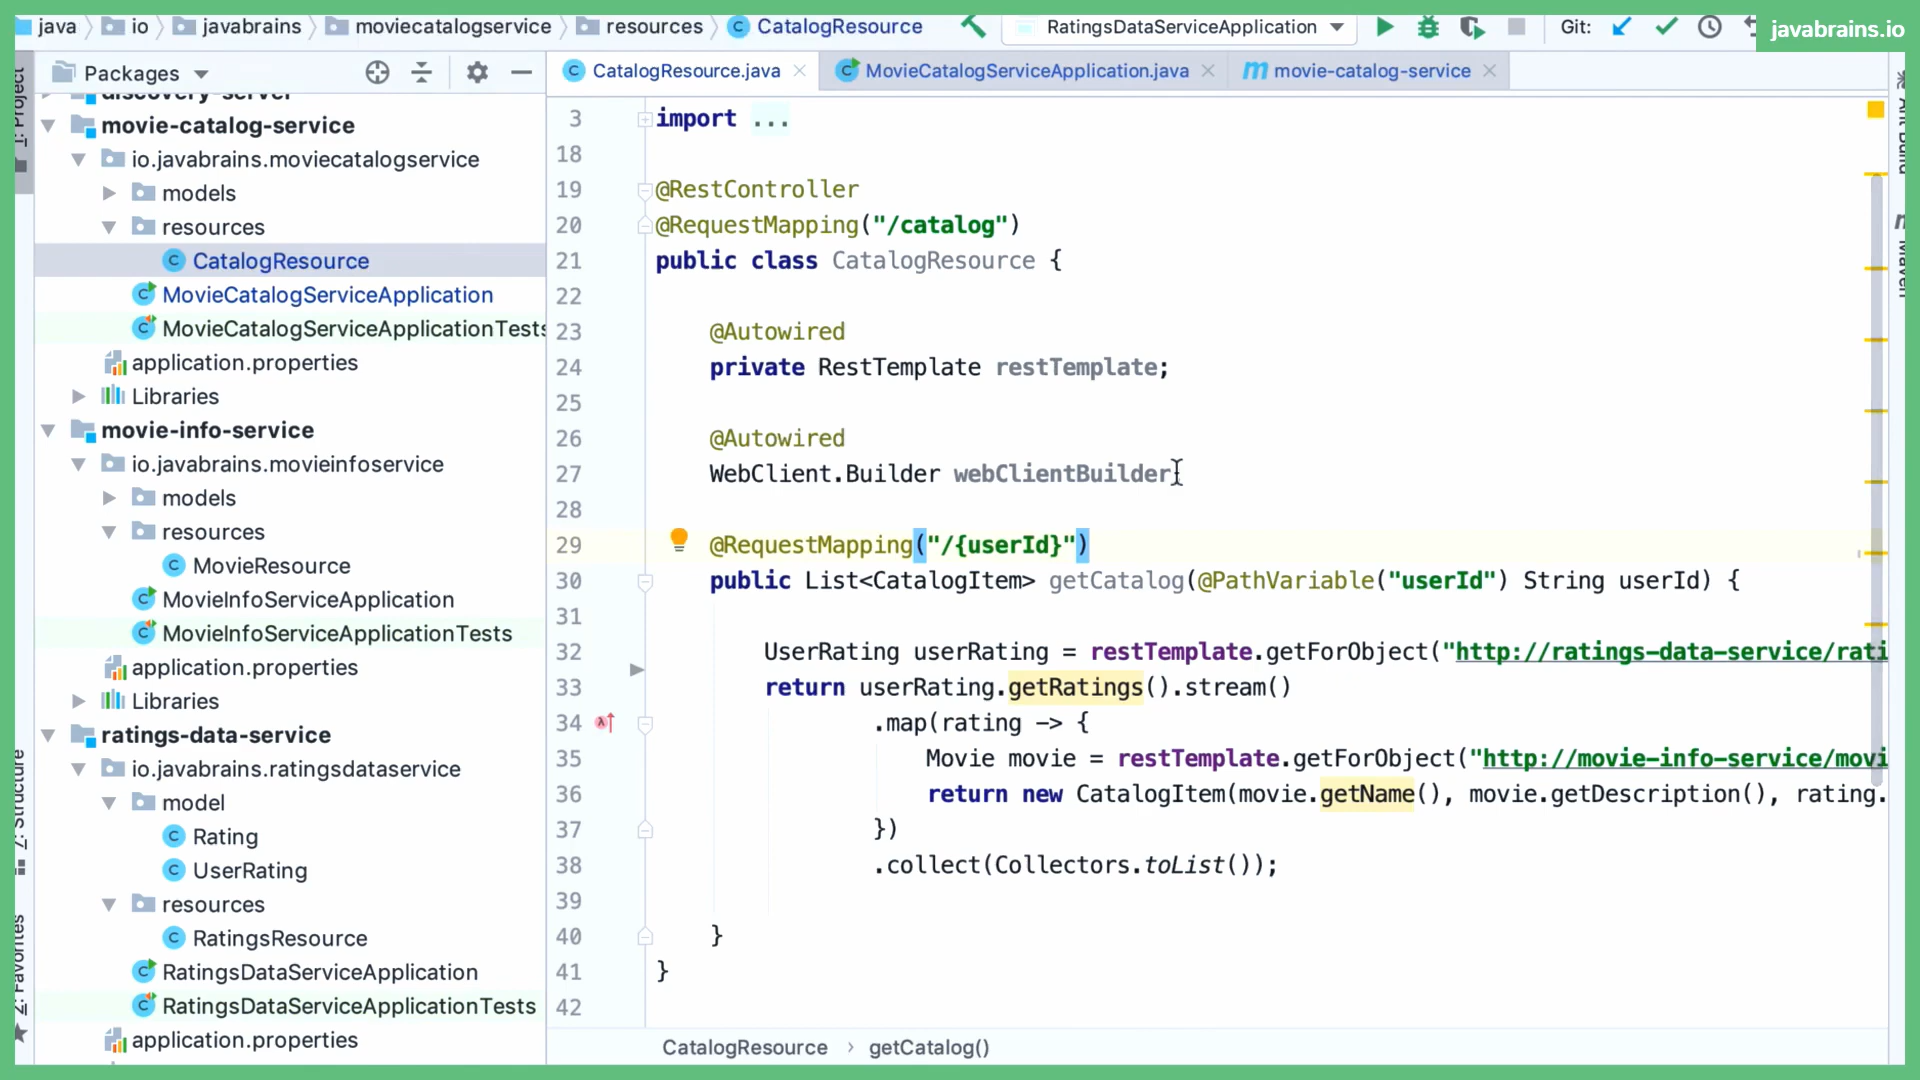 java io javabrains moviecatalogservice resources CatalogResource RatingsDataServiceApplication Git:
javabrains.io
1: Project
Packages
CatalogResource.java MovieCatalogServiceApplication.java movie-catalog-service
discovery-server
movie-catalog-service
io.javabrains.moviecatalogservice
models
resources
CatalogResource
MovieCatalogServiceApplication
MovieCatalogServiceApplicationTests
application.properties
Libraries
movie-info-service
io.javabrains.movieinfoservice
models
resources
MovieResource
MovieInfoServiceApplication
MovieInfoServiceApplicationTests
application.properties
Libraries
ratings-data-service
io.javabrains.ratingsdataservice
model
Rating
UserRating
resources
RatingsResource
RatingsDataServiceApplication
RatingsDataServiceApplicationTests
application.properties
Z: Structure
2: Favorites
3 import ...
18
19 @RestController
20 @RequestMapping("/catalog")
21 public class CatalogResource {
22
23 @Autowired
24 private RestTemplate restTemplate;
25
26 @Autowired
27 WebClient.Builder webClientBuilder
28
29 @RequestMapping("/{userId}")
30 public List<CatalogItem> getCatalog(@PathVariable("userId") String userId) {
31
32 UserRating userRating = restTemplate.getForObject("http://ratings-data-service/rati
33 return userRating.getRatings().stream()
34 .map(rating -> {
35 Movie movie = restTemplate.getForObject("http://movie-info-service/movi
36 return new CatalogItem(movie.getName(), movie.getDescription(), rating.
37 })
38 .collect(Collectors.toList());
39
40 }
41 }
42
CatalogResource › getCatalog()
Ant Build
Maven